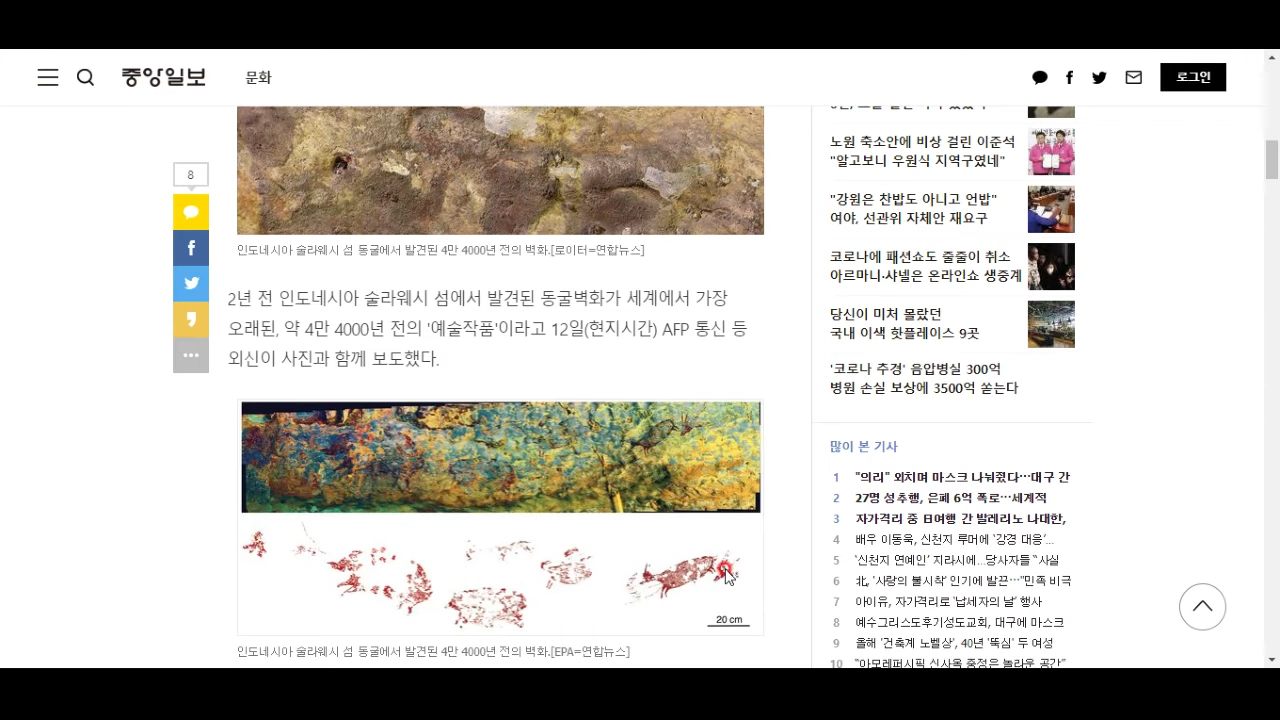 중앙일보
문화
로그인
8
인도네시아 술라웨시 섬 동굴에서 발견된 4만 4000년 전의 벽화.[로이터=연합뉴스]
2년 전 인도네시아 술라웨시 섬에서 발견된 동굴벽화가 세계에서 가장
오래된, 약 4만 4000년 전의 '예술작품'이라고 12일(현지시간) AFP 통신 등
외신이 사진과 함께 보도했다.
20 cm
인도네시아 술라웨시 섬 동굴에서 발견된 4만 4000년 전의 벽화.[EPA=연합뉴스]
노원 축소안에 비상 걸린 이준석
"알고보니 우원식 지역구였네"
"강원은 찬밥도 아니고 언밥"
여야, 선관위 자체안 재요구
코로나에 패션쇼도 줄줄이 취소
아르마니·샤넬은 온라인쇼 생중계
당신이 미처 몰랐던
국내 이색 핫플레이스 9곳
'코로나 추경' 음압병실 300억
병원 손실 보상에 3500억 쏟는다
많이 본 기사
1 "의리" 외치며 마스크 나눠줬다…대구 간
2 27명 성추행, 은폐 6억 폭로…세계적
3 자가격리 중 日여행 간 발레리노 나대한,
4 배우 이동욱, 신천지 루머에 '강경 대응'...
5 '신천지 연예인' 지라시에...당사자들 "사실
6 北, '사랑의 불시착' 인기에 발끈…"민족 비극
7 아이유, 자가격리로 '납세자의 날' 행사
8 예수그리스도후기성도교회, 대구에 마스크
9 올해 '건축계 노벨상', 40년 '뚝심' 두 여성
10 "아모레퍼시픽 신사옥 중정은 놀라운 공간"